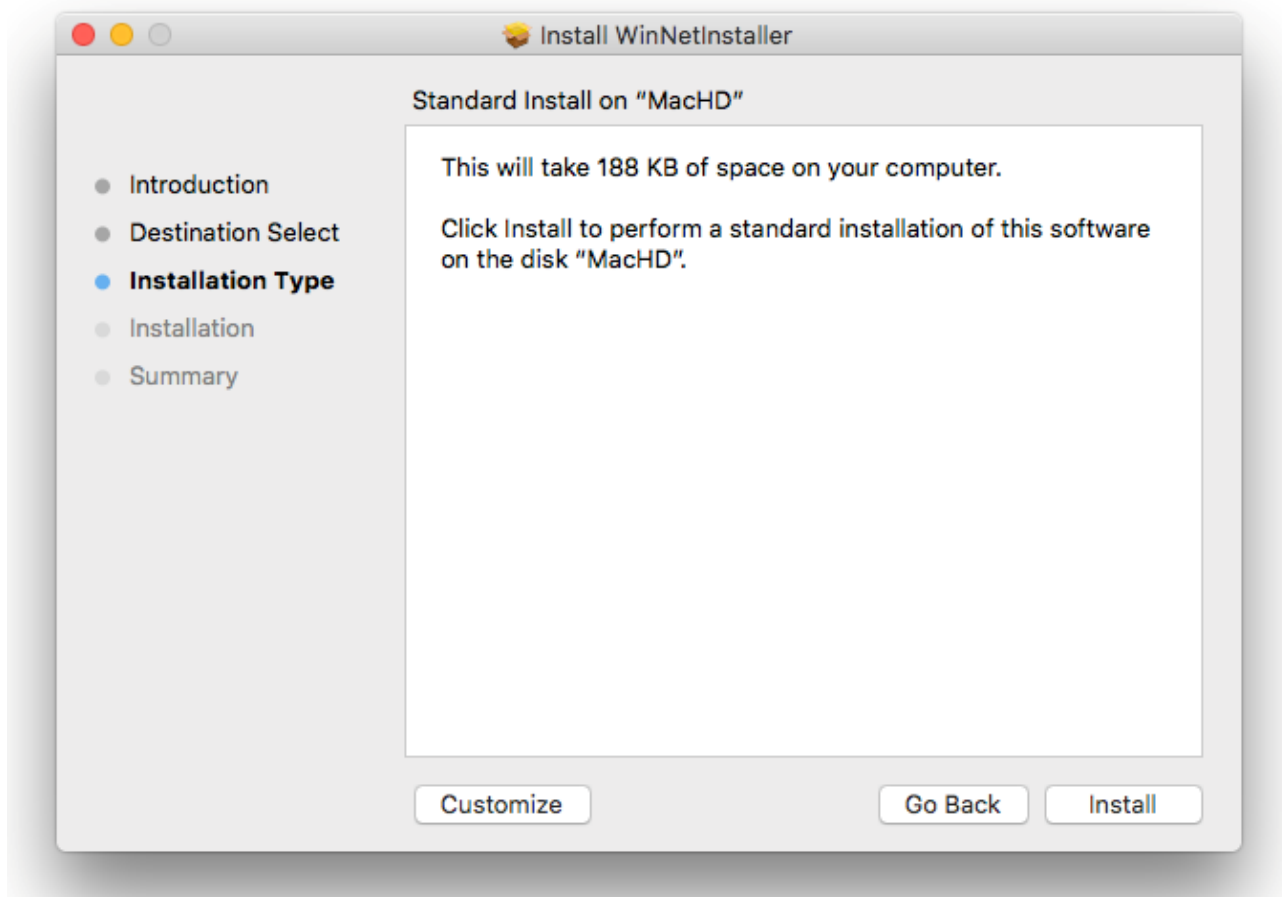 Install WinNetInstaller
Standard Install on “MacHD”
Introduction
Destination Select
Installation Type
Installation
Summary
This will take 188 KB of space on your computer.
Click Install to perform a standard installation of this software
on the disk “MacHD”.
Customize
Go Back
Install